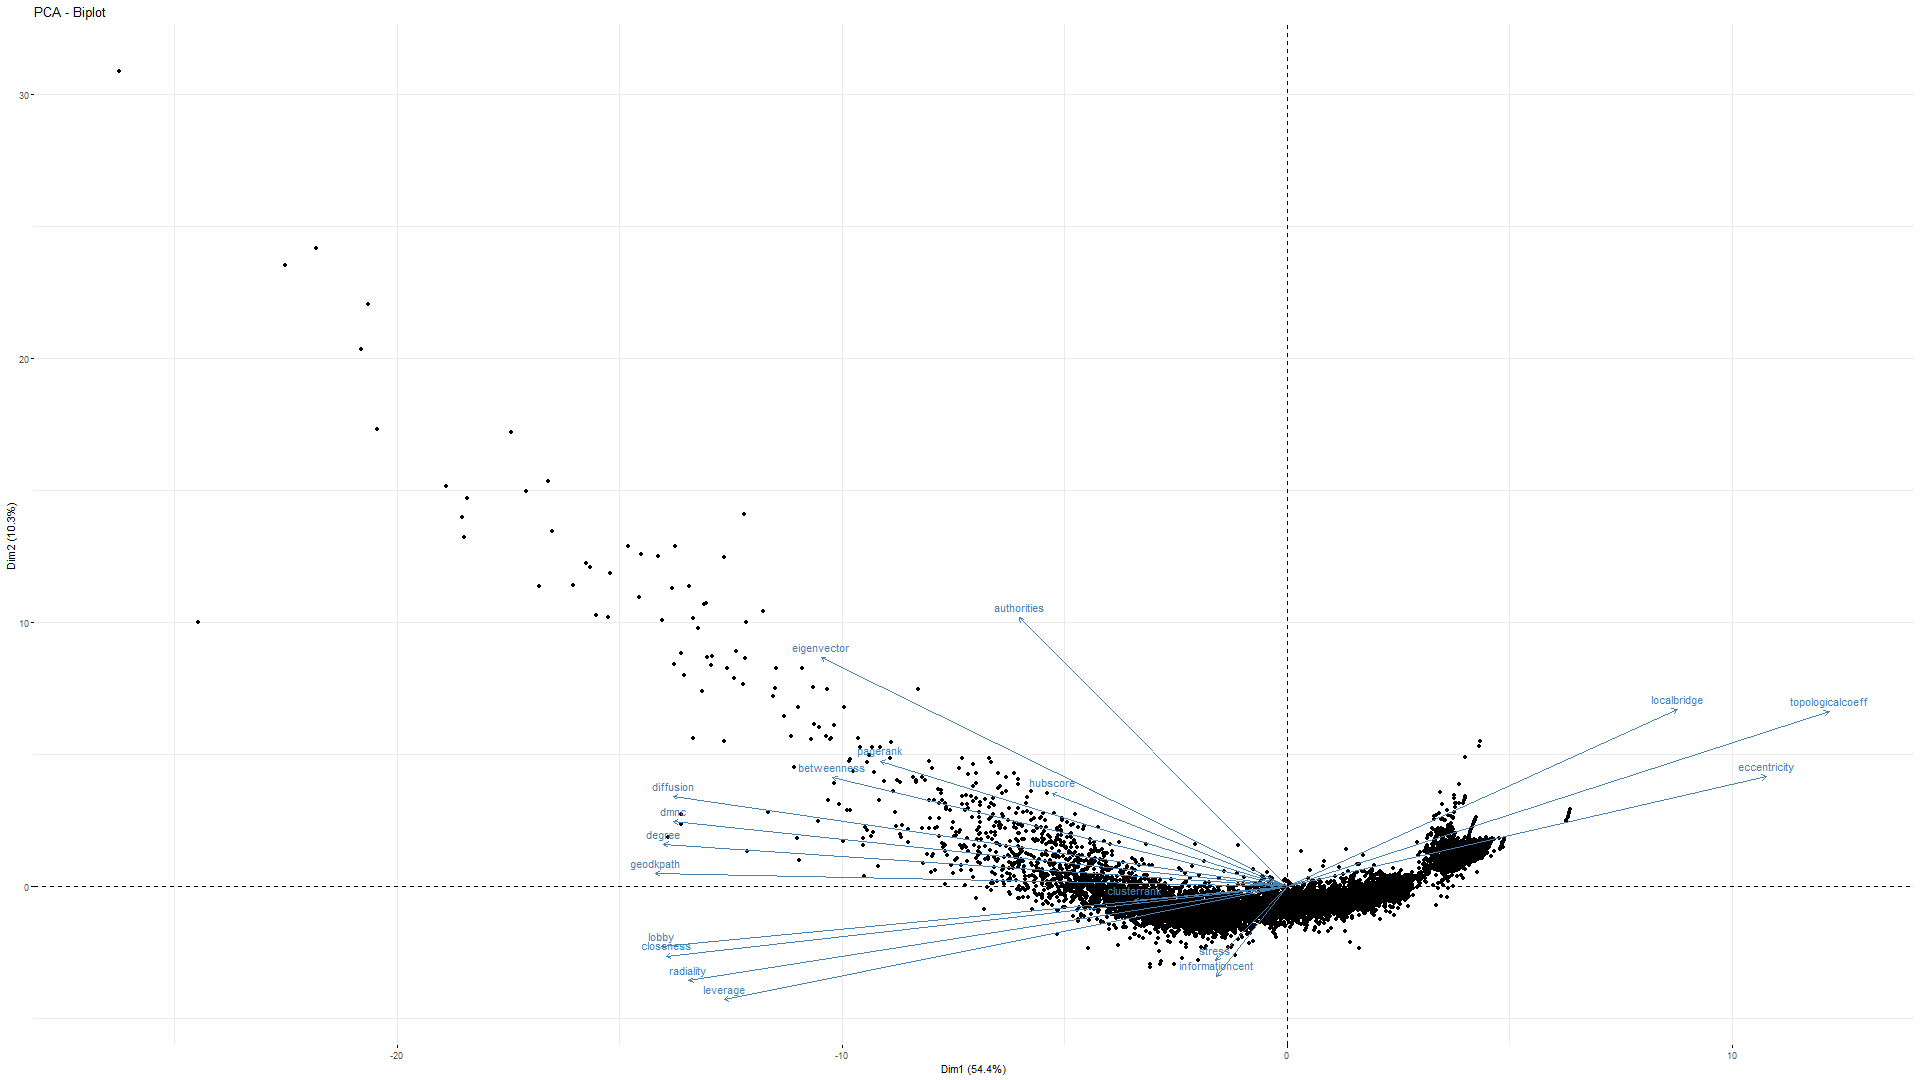 PCA - Biplot
30
20
10
0
Dim2 (10.3%)
authorities
eigenvector
localbridge
topologicalcoeff
pagerank
betweenness
eccentricity
hubscore
diffusion
dmnc
degree
geodkpath
clusterrank
lobby
closeness
stress
informationcent
radiality
leverage
-20
-10
0
10
Dim1 (54.4%)